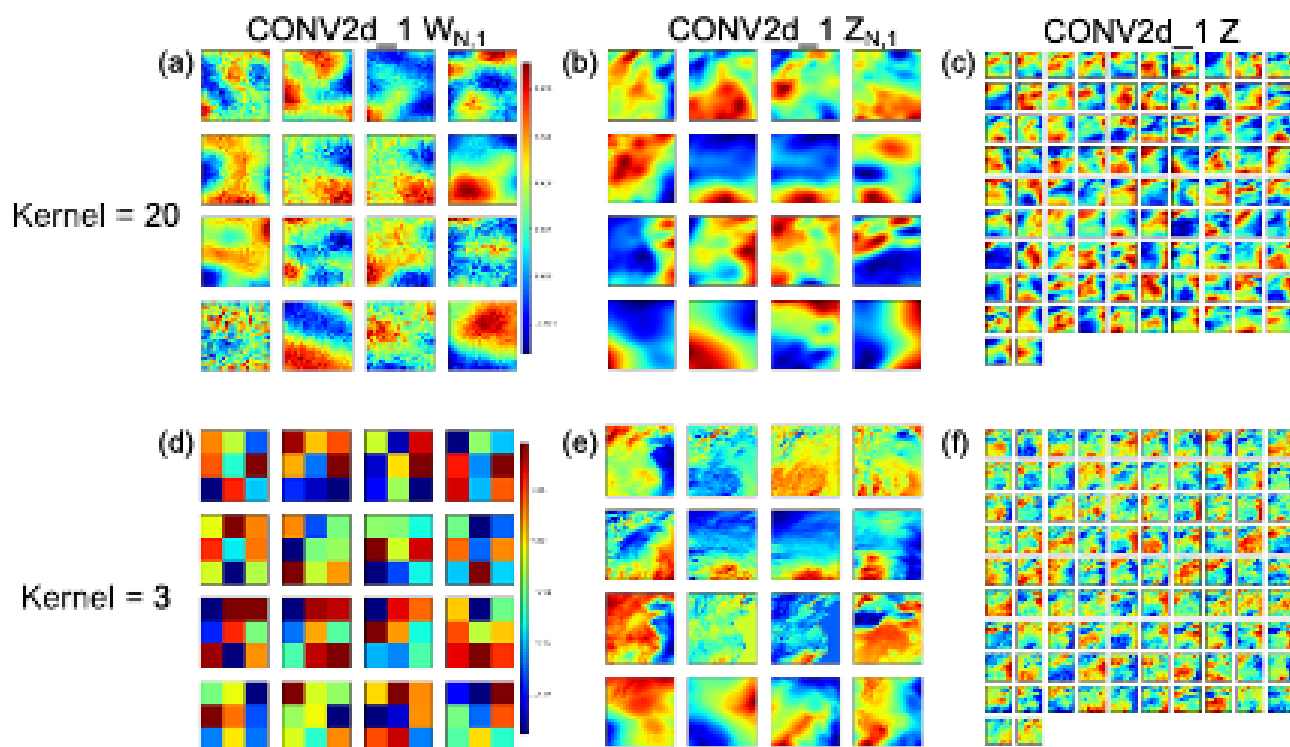 CONV2d_1 W_N,1
CONV2d_1 Z_N,1
CONV2d_1 Z
(a)
(b)
(c)
Kernel = 20
(d)
(e)
(f)
Kernel = 3